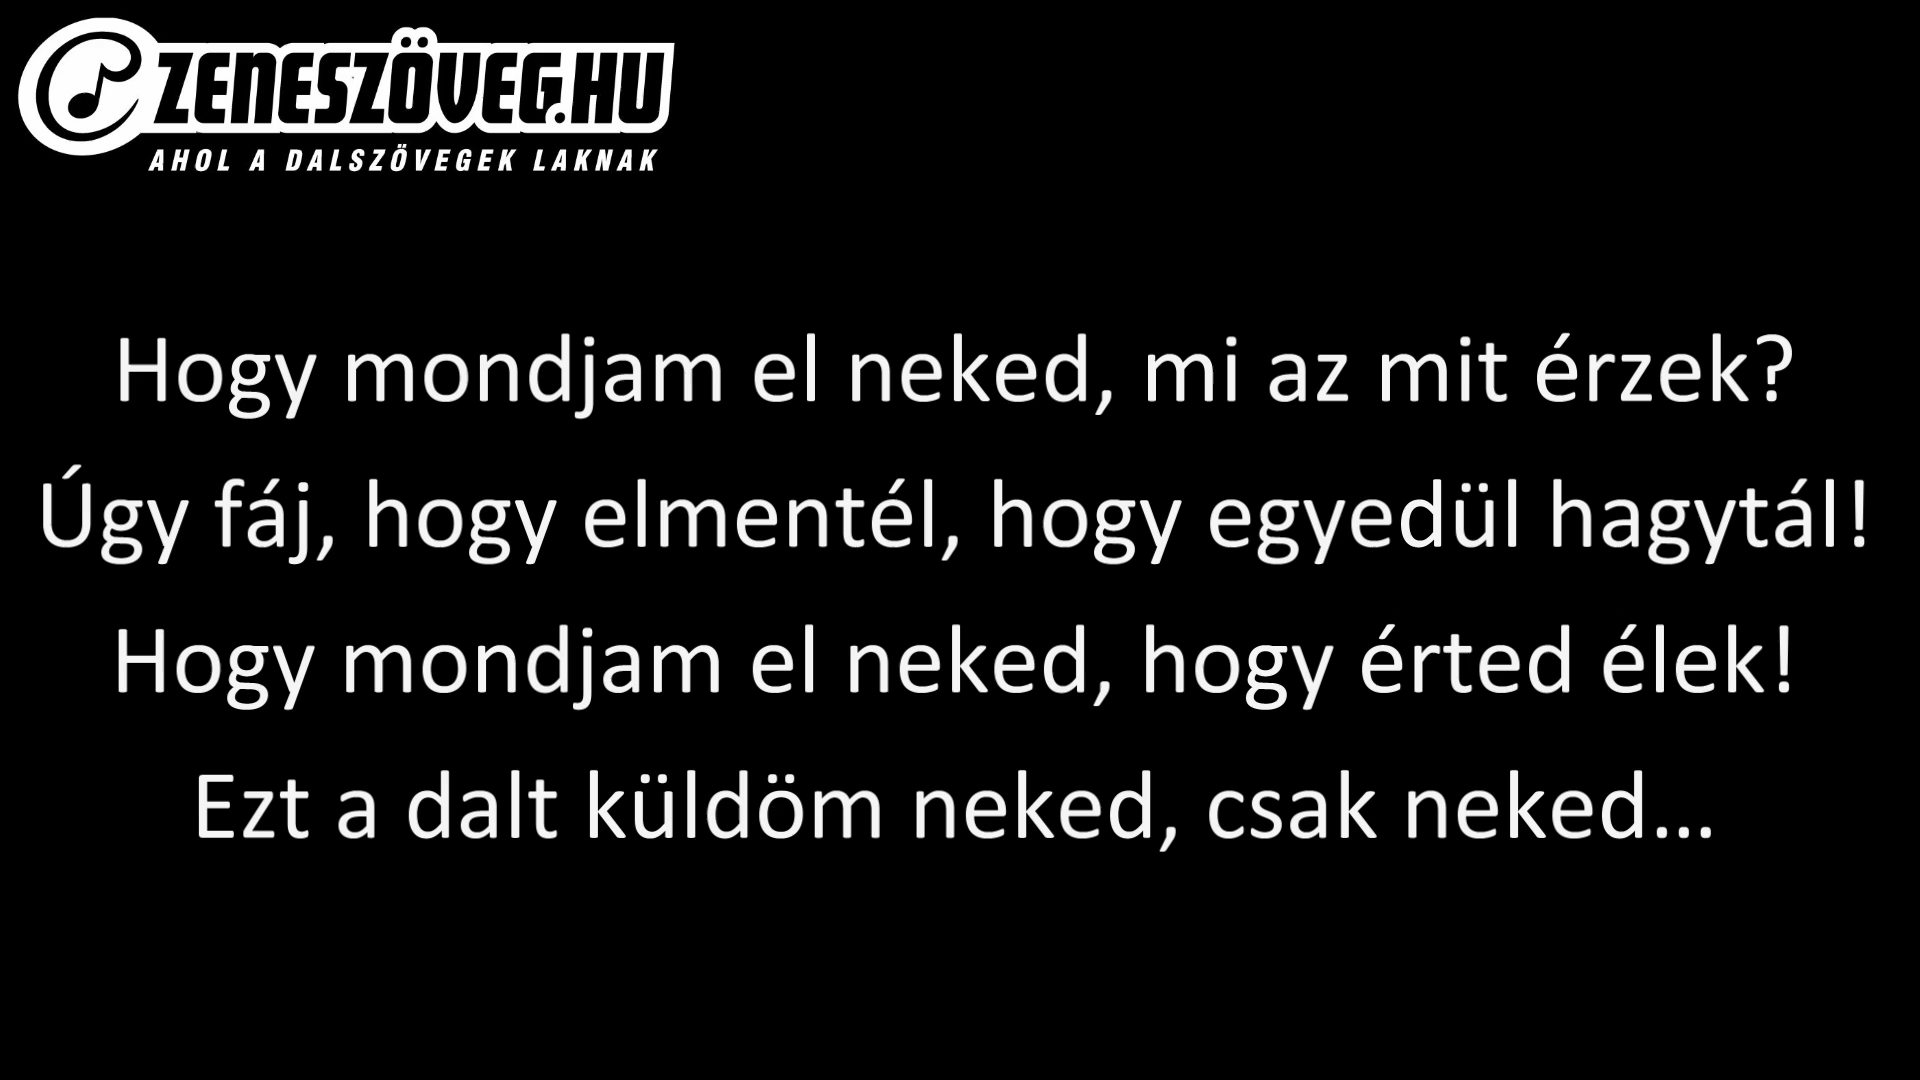 ZENESZÖVEG.HU
AHOL A DALSZÖVEGEK LAKNAK
Hogy mondjam el neked, mi az mit érzek?
Úgy fáj, hogy elmentél, hogy egyedül hagytál!
Hogy mondjam el neked, hogy érted élek!
Ezt a dalt küldöm neked, csak neked...